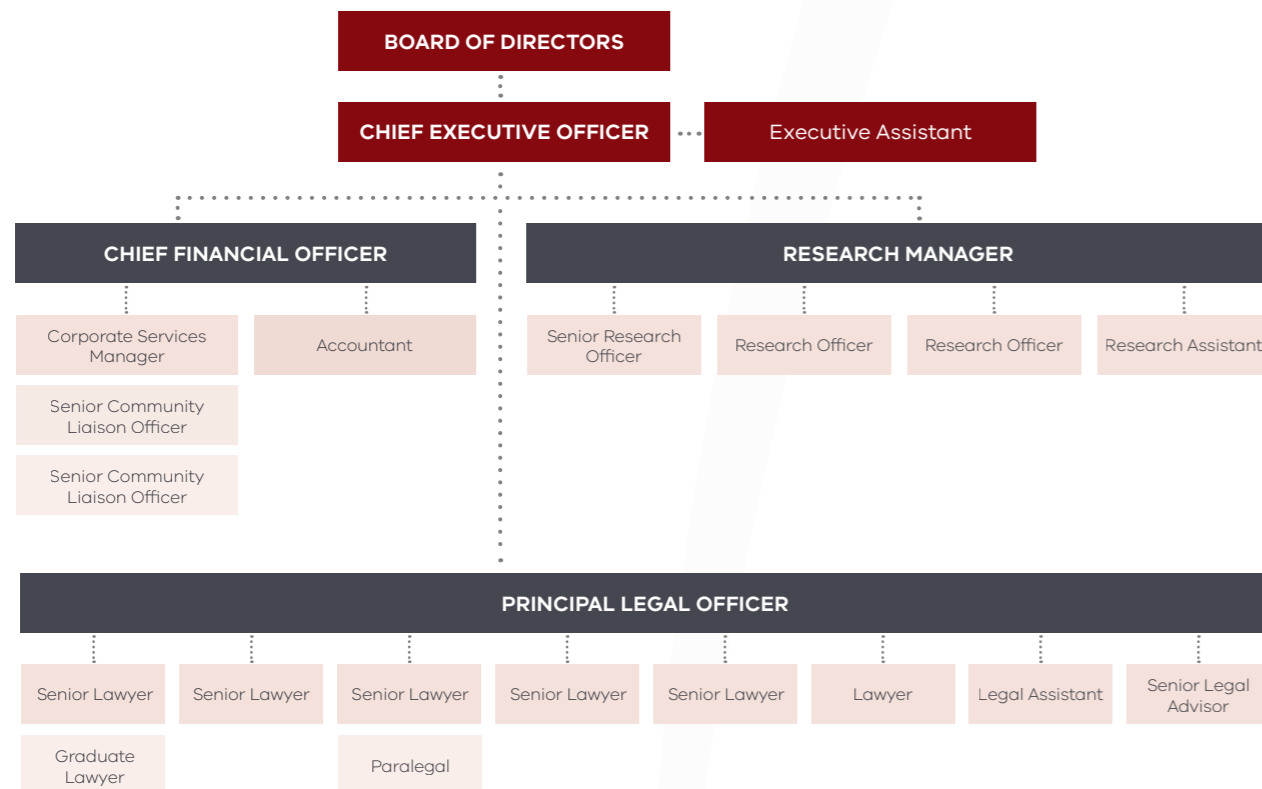 BOARD OF DIRECTORS
CHIEF EXECUTIVE OFFICER
Executive Assistant
CHIEF FINANCIAL OFFICER
RESEARCH MANAGER
Corporate Services
Manager
Accountant
Senior Research
Officer
Research Officer
Research Officer
Research Assistant
Senior Community
Liaison Officer
Senior Community
Liaison Officer
PRINCIPAL LEGAL OFFICER
Senior Lawyer
Senior Lawyer
Senior Lawyer
Senior Lawyer
Senior Lawyer
Lawyer
Legal Assistant
Senior Legal
Advisor
Graduate
Lawyer
Paralegal